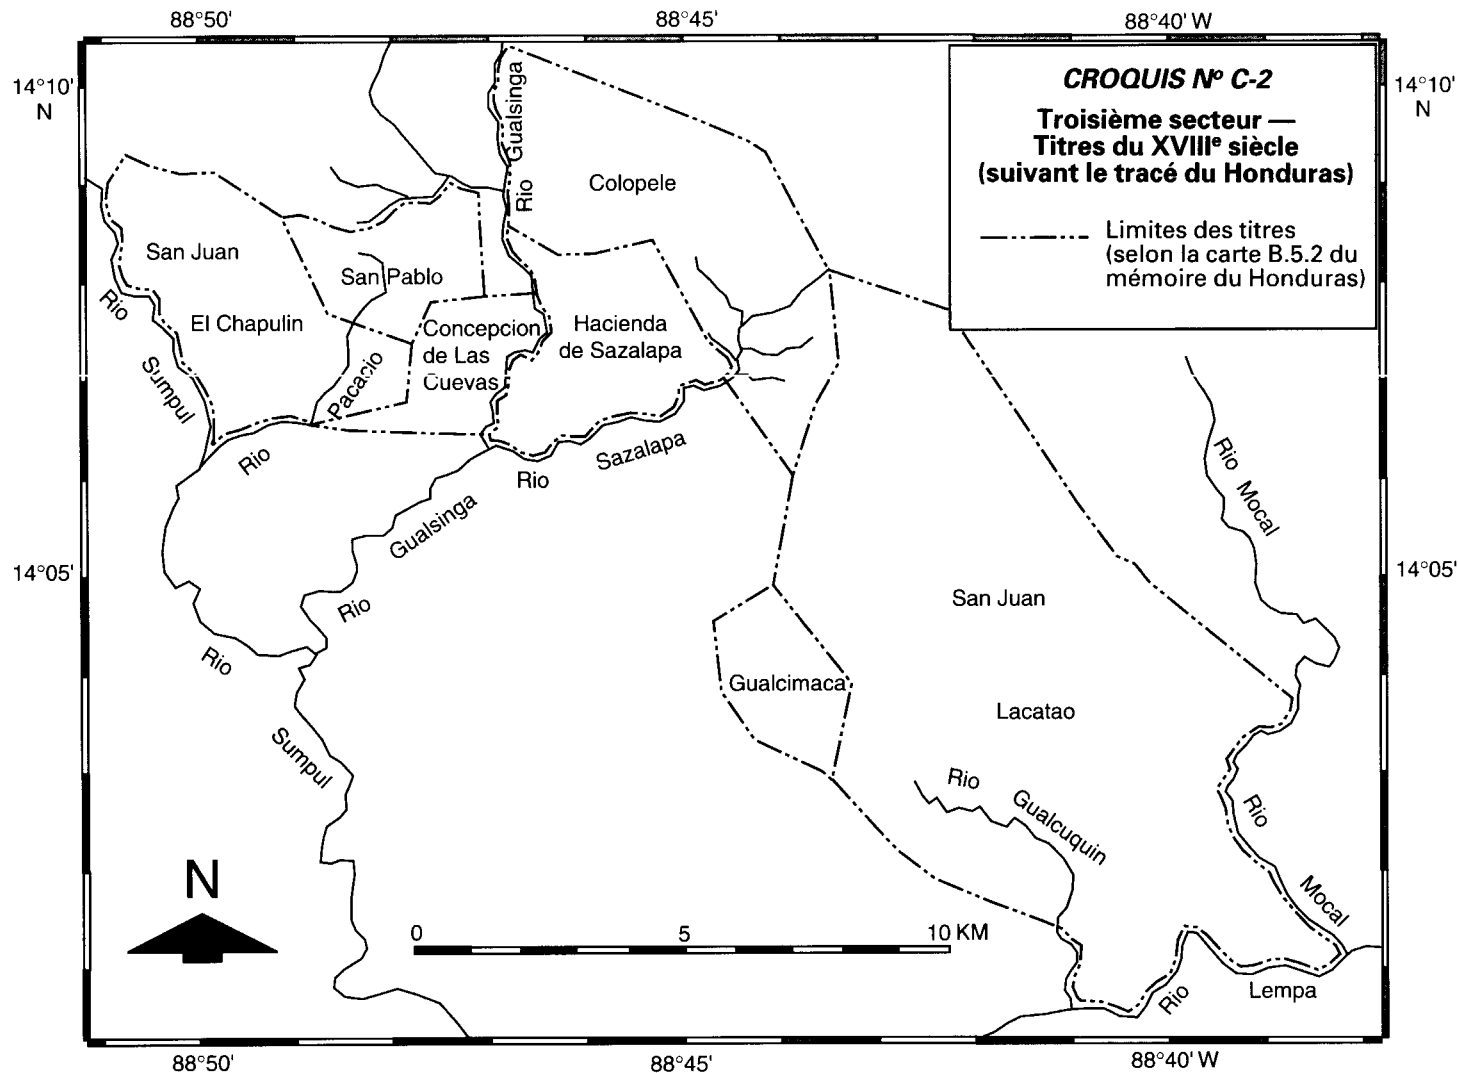 88°50'
88°45'
88°40' W
14°10'
N
14°10'
N
CROQUIS Nº C-2
Troisième secteur —
Titres du XVIIIᵉ siècle
(suivant le tracé du Honduras)
Limites des titres
(selon la carte B.5.2 du
mémoire du Honduras)
Rio Gualsinga
Colopele
San Juan
El Chapulin
San Pablo
Concepcion
de Las
Cuevas
Hacienda
de Sazalapa
Rio Sumpul
Pacacio
Rio
Rio Sazalapa
Rio Gualsinga
Rio Mocal
14°05'
14°05'
San Juan
Lacatao
Gualcimaca
Rio Sumpul
Rio Gualcuquin
Rio Mocal
N
0 5 10 KM
Rio Lempa
88°50'
88°45'
88°40' W